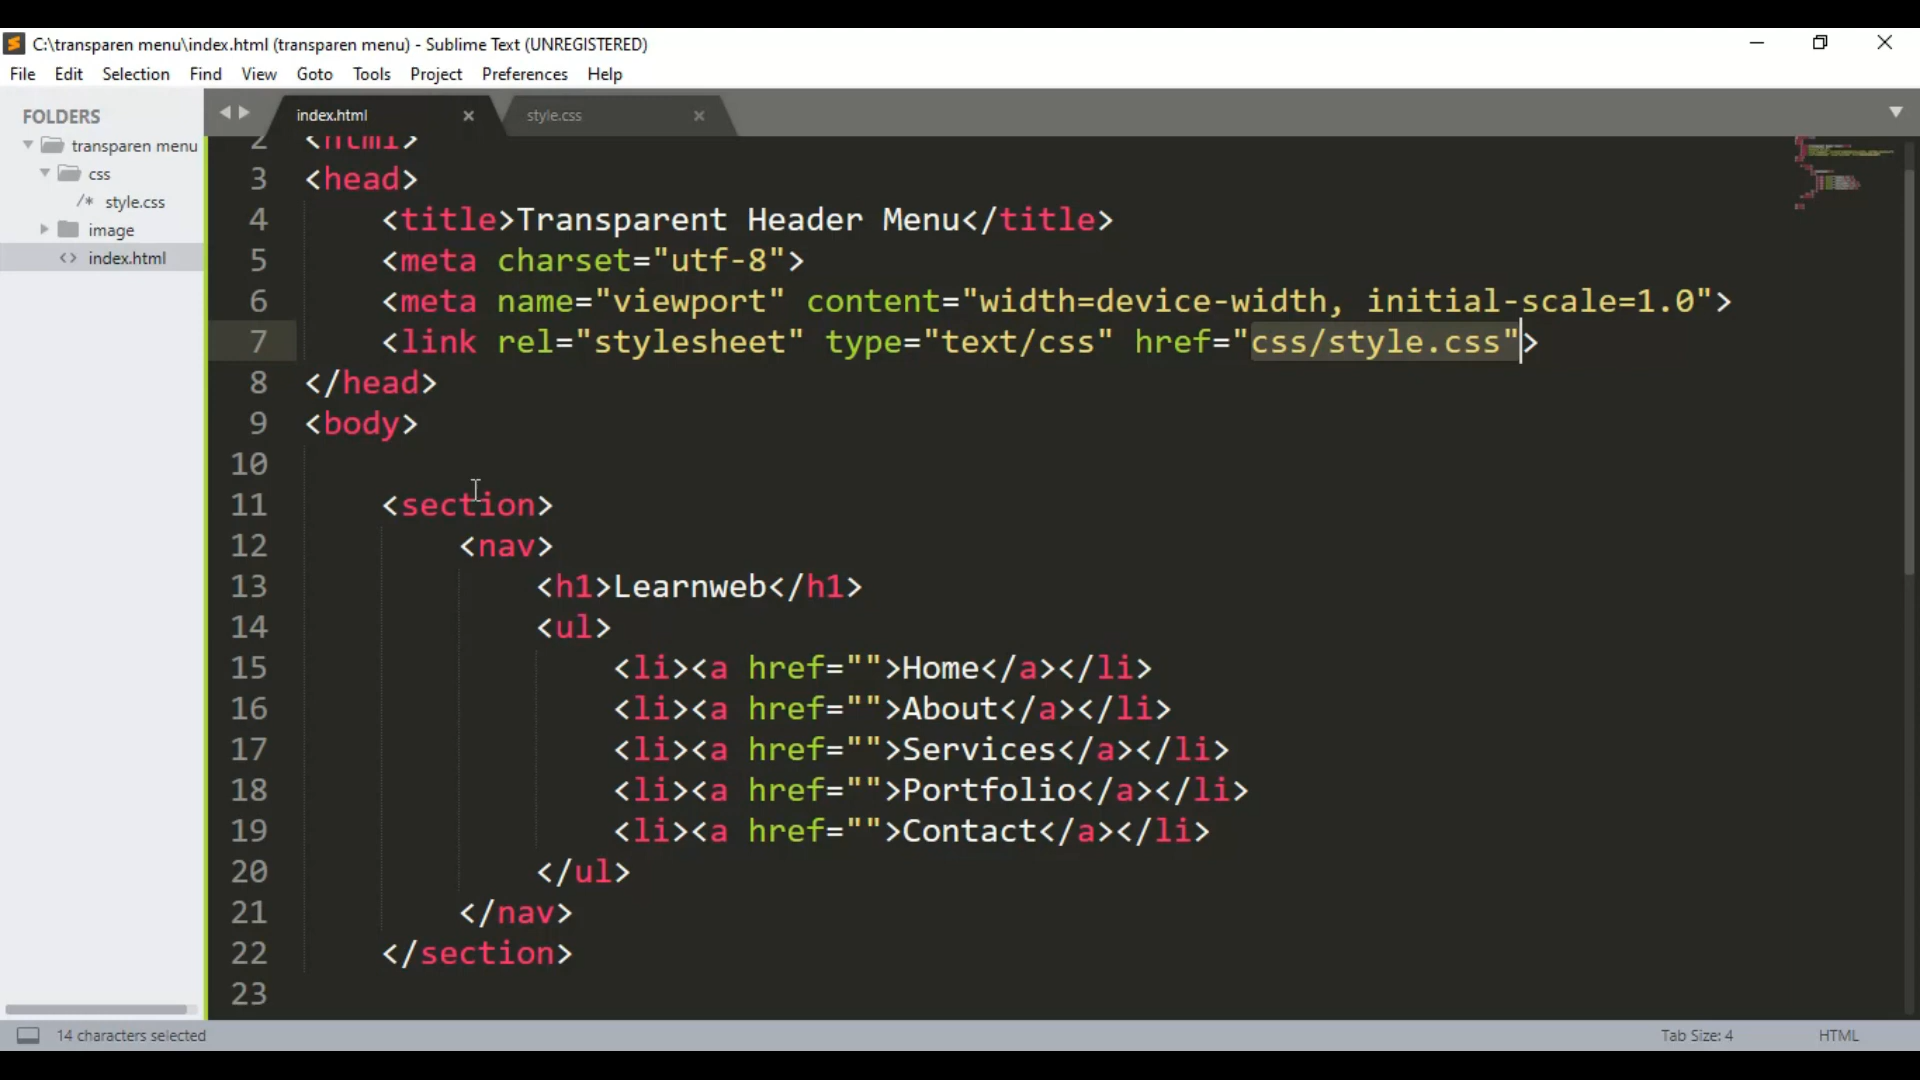 C:\transparen menu\index.html (transparen menu) - Sublime Text (UNREGISTERED)
File Edit Selection Find View Goto Tools Project Preferences Help
FOLDERS
transparen menu
css
/* style.css
image
<> index.html
index.html
style.css
2 <html>
3 <head>
4 <title>Transparent Header Menu</title>
5 <meta charset="utf-8">
6 <meta name="viewport" content="width=device-width, initial-scale=1.0">
7 <link rel="stylesheet" type="text/css" href="css/style.css">
8 </head>
9 <body>
10
11 <section>
12 <nav>
13 <h1>Learnweb</h1>
14 <ul>
15 <li><a href="">Home</a></li>
16 <li><a href="">About</a></li>
17 <li><a href="">Services</a></li>
18 <li><a href="">Portfolio</a></li>
19 <li><a href="">Contact</a></li>
20 </ul>
21 </nav>
22 </section>
23
14 characters selected
Tab Size: 4
HTML